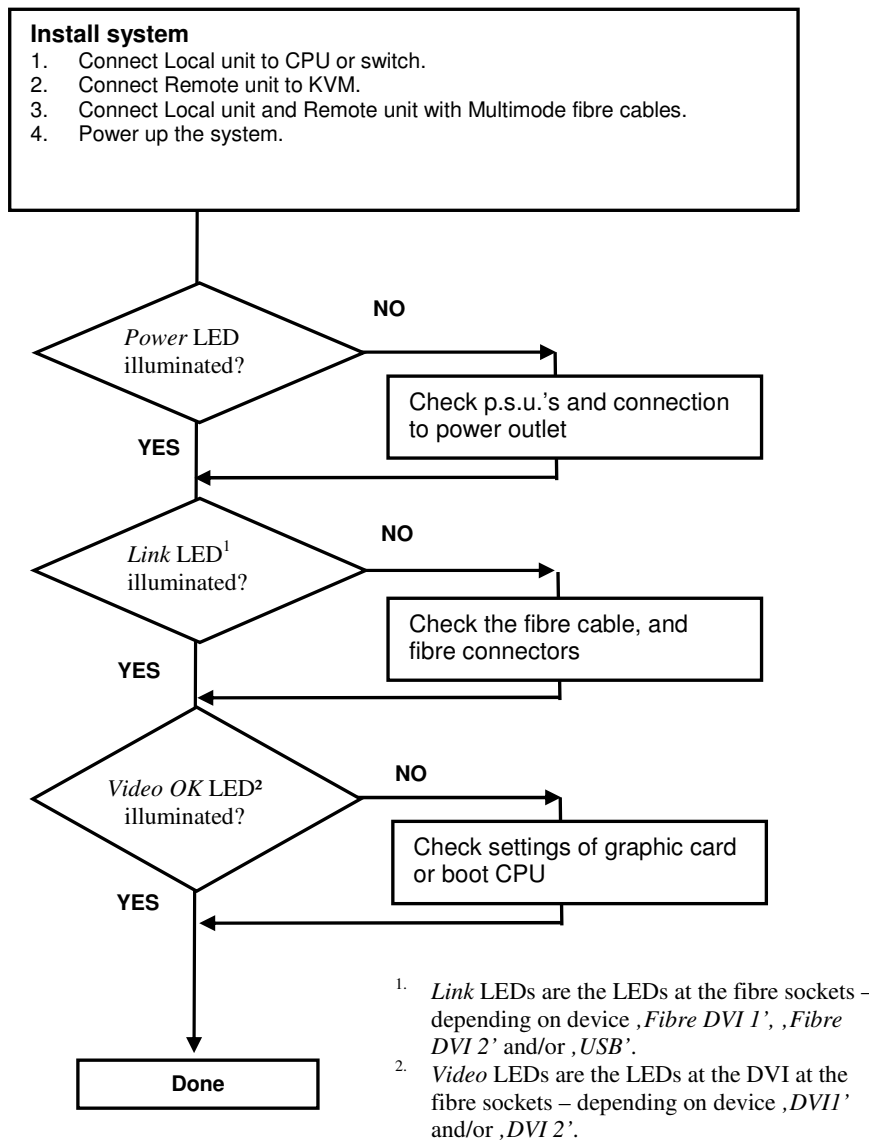 Install system
1. Connect Local unit to CPU or switch.
2. Connect Remote unit to KVM.
3. Connect Local unit and Remote unit with Multimode fibre cables.
4. Power up the system.
Power LED
illuminated?
NO
Check p.s.u.'s and connection
to power outlet
YES
Link LED¹
illuminated?
NO
Check the fibre cable, and
fibre connectors
YES
Video OK LED²
illuminated?
NO
Check settings of graphic card
or boot CPU
YES
Done
1. Link LEDs are the LEDs at the fibre sockets –
depending on device ‚Fibre DVI 1’, ‚Fibre
DVI 2’ and/or ‚USB’.
2. Video LEDs are the LEDs at the DVI at the
fibre sockets – depending on device ‚DVI1’
and/or ‚DVI 2’.